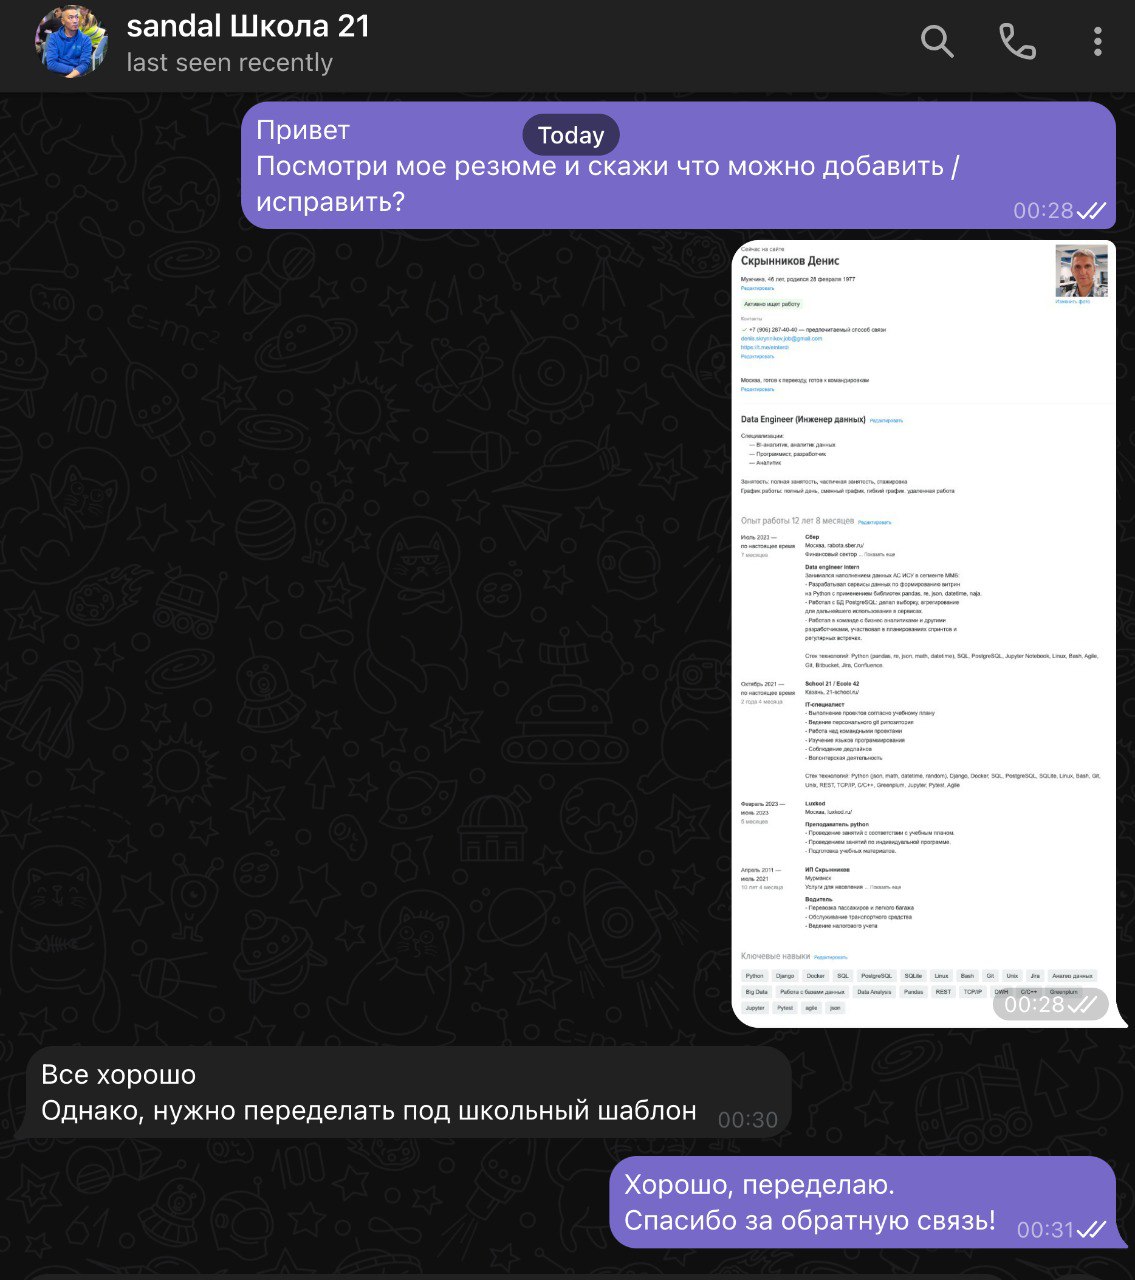 sandal Школа 21
last seen recently
Today
Привет
Посмотри мое резюме и скажи что можно добавить /
исправить?
00:28
Сейчас на сайте
Скрынников Денис
Мужчина, 46 лет, родился 28 февраля 1977
Редактировать
Изменить фото
Активно ищет работу
Контакты
+7 (906) 287-40-40 — предпочитаемый способ связи
denis.skrynnikov.job@gmail.com
Редактировать
Москва, готов к переезду, готов к командировкам
Редактировать
Data Engineer (Инженер данных) Редактировать
Специализации:
— BI-аналитик, аналитик данных
— Программист, разработчик
— Аналитик
Занятость: полная занятость, частичная занятость, стажировка
График работы: полный день, сменный график, гибкий график, удаленная работа
Опыт работы 12 лет 8 месяцев Редактировать
Июль 2023 —
по настоящее время
7 месяцев
Сбер
Москва, rabota.sber.ru/
Финансовый сектор ... Показать еще
Data engineer intern
Занимался наполнением данных АС ИСУ в сегменте ММБ:
- Разрабатывал сервисы данных по формированию витрин
на Python с применением библиотек pandas, re, json, datetime, naja.
- Работал с БД PostgreSQL: делал выборку, агрегирование
для дальнейшего использования в сервисах.
- Работал в команде с бизнес аналитиками и другими
разработчиками, участвовал в планированиях спринтов и
регулярных встречах.
Стек технологий: Python (pandas, re, json, math, datetime), SQL, PostgreSQL, Jupyter Notebook, Linux, Bash, Agile,
Git, Bitbucket, Jira, Confluence
Октябрь 2021 —
по настоящее время
2 года 4 месяца
School 21 / Ecole 42
Казань, 21-school.ru/
IT-специалист
- Выполнение проектов согласно учебному плану
- Ведение персонального git репозитория
- Работа над командными проектами
- Изучение языков программирования
- Соблюдение дедлайнов
- Волонтерская деятельность
Стек технологий: Python (json, math, datetime, random), Django, Docker, SQL, PostgreSQL, SQLite, Linux, Bash, Git,
Unix, REST, TCP/IP, C/C++, Greenplum, Jupyter, Pytest, Agile
Февраль 2023 —
июнь 2023
5 месяцев
Luxkod
Москва, luxkod.ru/
Преподаватель python
- Проведение занятий с соответствии с учебным планом.
- Проведением занятий по индивидуальной программе.
- Подготовка учебных материалов.
Апрель 2011 —
июль 2021
10 лет 4 месяца
ИП Скрынников
Мурманск
Услуги для населения ... Показать еще
Водитель
- Перевозка пассажиров и легкого багажа
- Обслуживание транспортного средства
- Ведение налогового учета
Ключевые навыки Редактировать
Python Django Docker SQL PostgreSQL SQLite Linux Bash Git Unix Jira Анализ данных
Big Data Работа с базами данных Data Analysis Pandas REST TCP/IP DWH C/C++ Greenplum
Jupyter Pytest agile json
00:28
Все хорошо
Однако, нужно переделать под школьный шаблон
00:30
Хорошо, переделаю.
Спасибо за обратную связь!
00:31